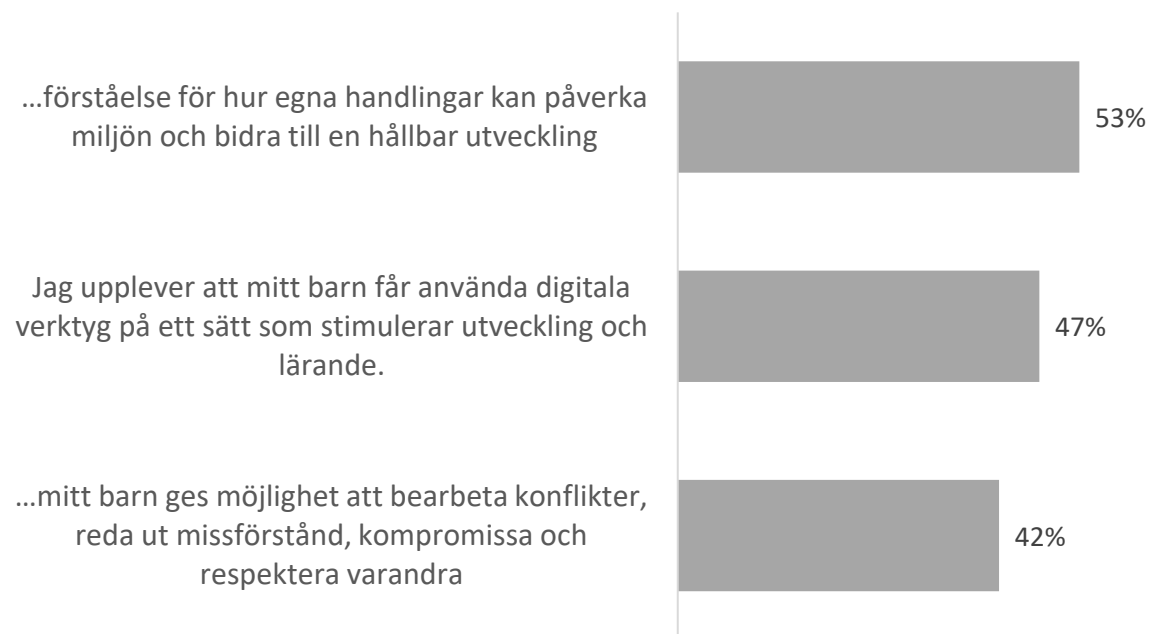 ...förståelse för hur egna handlingar kan påverka
miljön och bidra till en hållbar utveckling
53%
Jag upplever att mitt barn får använda digitala
verktyg på ett sätt som stimulerar utveckling och
lärande.
47%
...mitt barn ges möjlighet att bearbeta konflikter,
reda ut missförstånd, kompromissa och
respektera varandra
42%